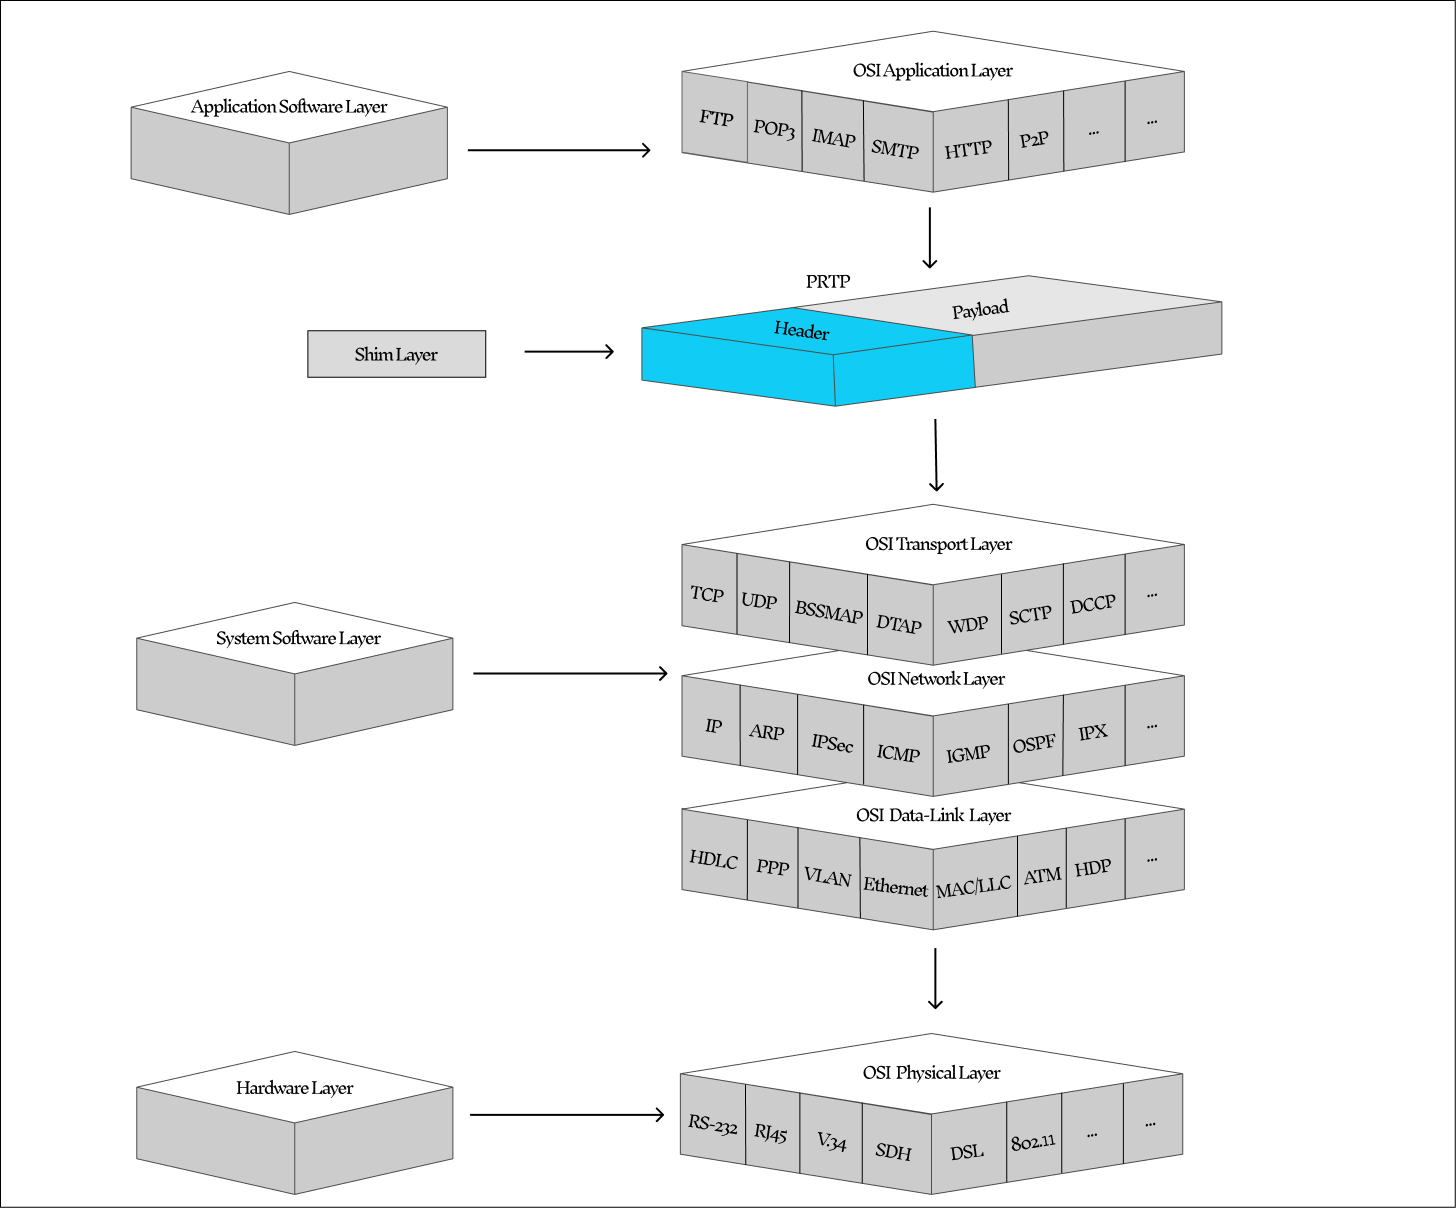 OSI Application Layer
Application Software Layer
FTP
POP3
IMAP
SMTP
HTTP
P2P
...
...
PRTP
Header
Payload
Shim Layer
OSI Transport Layer
TCP
UDP
BSSMAP
DTAP
WDP
SCTP
DCCP
...
System Software Layer
OSI Network Layer
IP
ARP
IPSec
ICMP
IGMP
OSPF
IPX
...
OSI Data-Link Layer
HDLC
PPP
VLAN
Ethernet
MAC/LLC
ATM
HDP
...
OSI Physical Layer
Hardware Layer
RS-232
RJ45
V.34
SDH
DSL
802.11
...
...